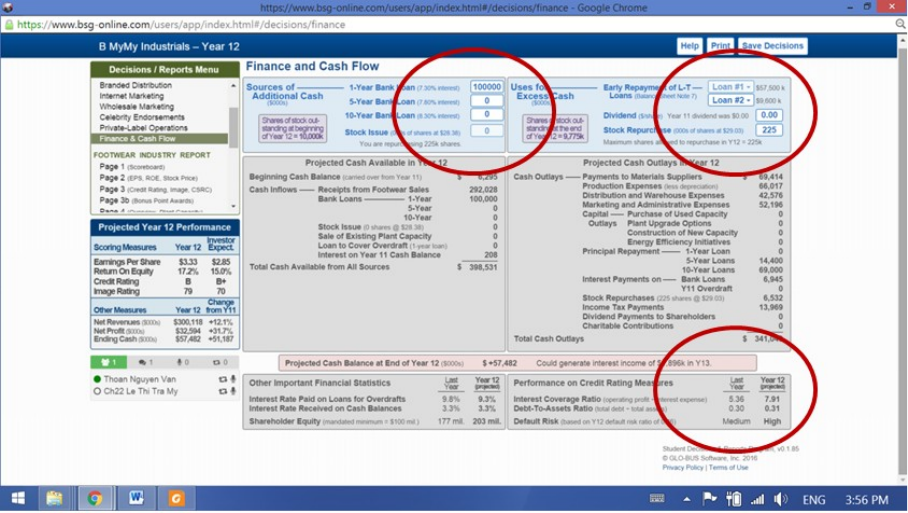 https://www.bsg-online.com/users/app/index.html#/decisions/finance - Google Chrome
https://www.bsg-online.com/users/app/index.html#/decisions/finance
B MyMy Industrials – Year 12
Help Print Save Decisions
Decisions / Reports Menu
Branded Distribution
Internet Marketing
Wholesale Marketing
Celebrity Endorsements
Private-Label Operations
Finance & Cash Flow
FOOTWEAR INDUSTRY REPORT
Page 1 (Scoreboard)
Page 2 (EPS, ROE, Stock Price)
Page 3 (Credit Rating, Image, CSRC)
Page 3b (Bonus Point Awards)
Projected Year 12 Performance
Scoring Measures Year 12 Investor Expect.
Earnings Per Share $3.33 $2.85
Return On Equity 17.2% 15.0%
Credit Rating B B+
Image Rating 79 70
Other Measures Year 12 Change from Y11
Net Revenues ($000s) $300,118 +12.1%
Net Profit ($000s) $32,594 +31.7%
Ending Cash ($000s) $57,482 +51,187
1 1 0 0
Thoan Nguyen Van
Ch22 Le Thi Tra My
Finance and Cash Flow
Sources of Additional Cash ($000s)
1-Year Bank Loan (7.30% interest) 100000
5-Year Bank Loan (7.80% interest) 0
10-Year Bank Loan (8.30% interest) 0
Shares of stock out-
standing at beginning
of Year 12 = 10,000k
Stock Issue (000s of shares at $28.38) 0
You are repurchasing 225k shares.
Uses for Excess Cash ($000s)
Early Repayment of L-T Loans (Balance Sheet Note 7) Loan #1 - $57,500 k
Loan #2 - $9,600 k
Shares of stock out-
standing at the end
of Year 12 = 9,775k
Dividend ($/share) Year 11 dividend was $0.00 0.00
Stock Repurchase (000s of shares at $29.03) 225
Maximum shares allowed to repurchase in Y12 = 225k
Projected Cash Available in Year 12
Beginning Cash Balance (carried over from Year 11) $ 6,295
Cash Inflows — Receipts from Footwear Sales 292,028
Bank Loans — 1-Year 100,000
5-Year 0
10-Year 0
Stock Issue (0 shares @ $28.38) 0
Sale of Existing Plant Capacity 0
Loan to Cover Overdraft (1-year loan) 0
Interest on Year 11 Cash Balance 208
Total Cash Available from All Sources $ 398,531
Projected Cash Outlays in Year 12
Cash Outlays — Payments to Materials Suppliers $ 69,414
Production Expenses (less depreciation) 66,017
Distribution and Warehouse Expenses 42,576
Marketing and Administrative Expenses 52,196
Capital Outlays — Purchase of Used Capacity 0
Plant Upgrade Options 0
Construction of New Capacity 0
Energy Efficiency Initiatives 0
Principal Repayment — 1-Year Loan 0
5-Year Loans 14,400
10-Year Loans 69,000
Interest Payments on — Bank Loans 6,945
Y11 Overdraft 0
Stock Repurchases (225 shares @ $29.03) 6,532
Income Tax Payments 13,969
Dividend Payments to Shareholders 0
Charitable Contributions 0
Total Cash Outlays $
Projected Cash Balance at End of Year 12 ($000s) $ +57,482 Could generate interest income of in Y13.
Other Important Financial Statistics Last Year Year 12 (projected)
Interest Rate Paid on Loans for Overdrafts 9.8% 9.3%
Interest Rate Received on Cash Balances 3.3% 3.3%
Shareholder Equity (mandated minimum = $100 mil.) 177 mil. 203 mil.
Performance on Credit Rating Measures Last Year Year 12 (projected)
Interest Coverage Ratio (operating profit ÷ interest expense) 5.36 7.91
Debt-To-Assets Ratio (total debt ÷ total assets) 0.30 0.31
Default Risk (based on Y12 default risk ratio of Medium High
© GLO-BUS Software, Inc. 2016
Privacy Policy | Terms of Use
ENG 3:56 PM